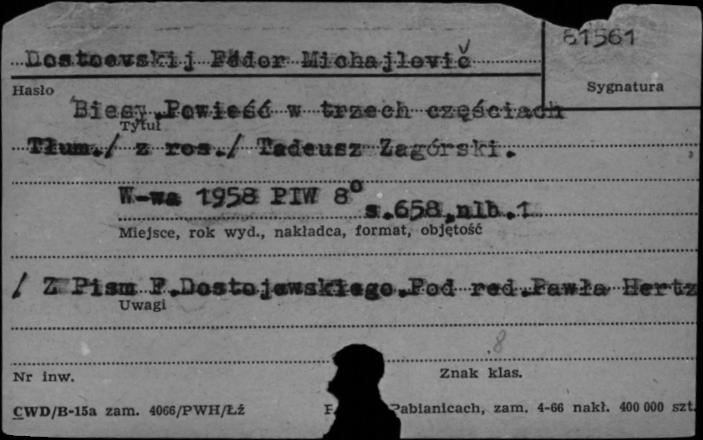 61561
Dostoevskij Fëdor Michajlovič
Hasło
Sygnatura
Biesy.Powieść w trzech częściach
Tytuł
Tłum./ z ros./ Tadeusz Zagórski.
W-wa 1958 PIW 8° s.658,nlb.1
Miejsce, rok wyd., nakładca, format, objętość
/ Z Pism F.Dostojewskiego.Pod red.Pawła Hertz
Uwagi
8
Nr inw.
Znak klas.
CWD/B-15a zam. 4066/PWH/Łź
Pabianicach, zam. 4-66 nakł. 400 000 szt.